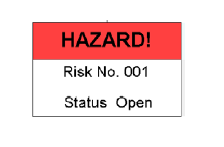 HAZARD!
Risk No. 001
Status Open